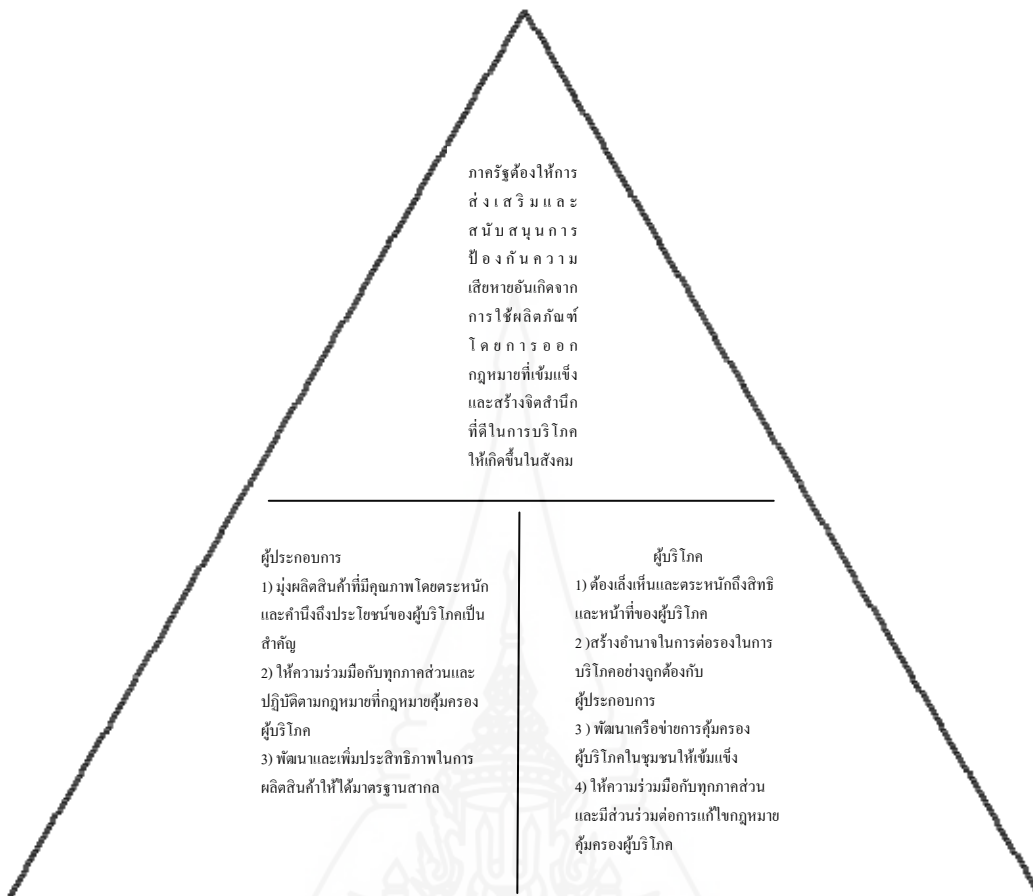 ภาครัฐต้องให้การ
ส่งเสริมและ
สนับสนุนการ
ป้องกันความ
เสียหายอันเกิดจาก
การใช้ผลิตภัณฑ์
โดยการออก
กฎหมายที่เข้มแข็ง
และสร้างจิตสำนึก
ที่ดีในการบริโภค
ให้เกิดขึ้นในสังคม
ผู้ประกอบการ
1) มุ่งผลิตสินค้าที่มีคุณภาพโดยตระหนัก
และคำนึงถึงประโยชน์ของผู้บริโภคเป็น
สำคัญ
2) ให้ความร่วมมือกับทุกภาคส่วนและ
ปฎิบัติตามกฎหมายที่กฎหมายคุ้มครอง
ผู้บริโภค
3) พัฒนาและเพิ่มประสิทธิภาพในการ
ผลิตสินค้าให้ได้มาตรฐานสากล
ผู้บริโภค
1) ต้องเล็งเห็นและตระหนักถึงสิทธิ
และหน้าที่ของผู้บริโภค
2 )สร้างอำนาจในการต่อรองในการ
บริโภคอย่างถูกต้องกับ
ผู้ประกอบการ
3 ) พัฒนาเครือข่ายการคุ้มครอง
ผู้บริโภคในชุมชนให้เข้มแข็ง
4) ให้ความร่วมมือกับทุกภาคส่วน
และมีส่วนร่วมต่อการแก้ไขกฎหมาย
คุ้มครองผู้บริโภค